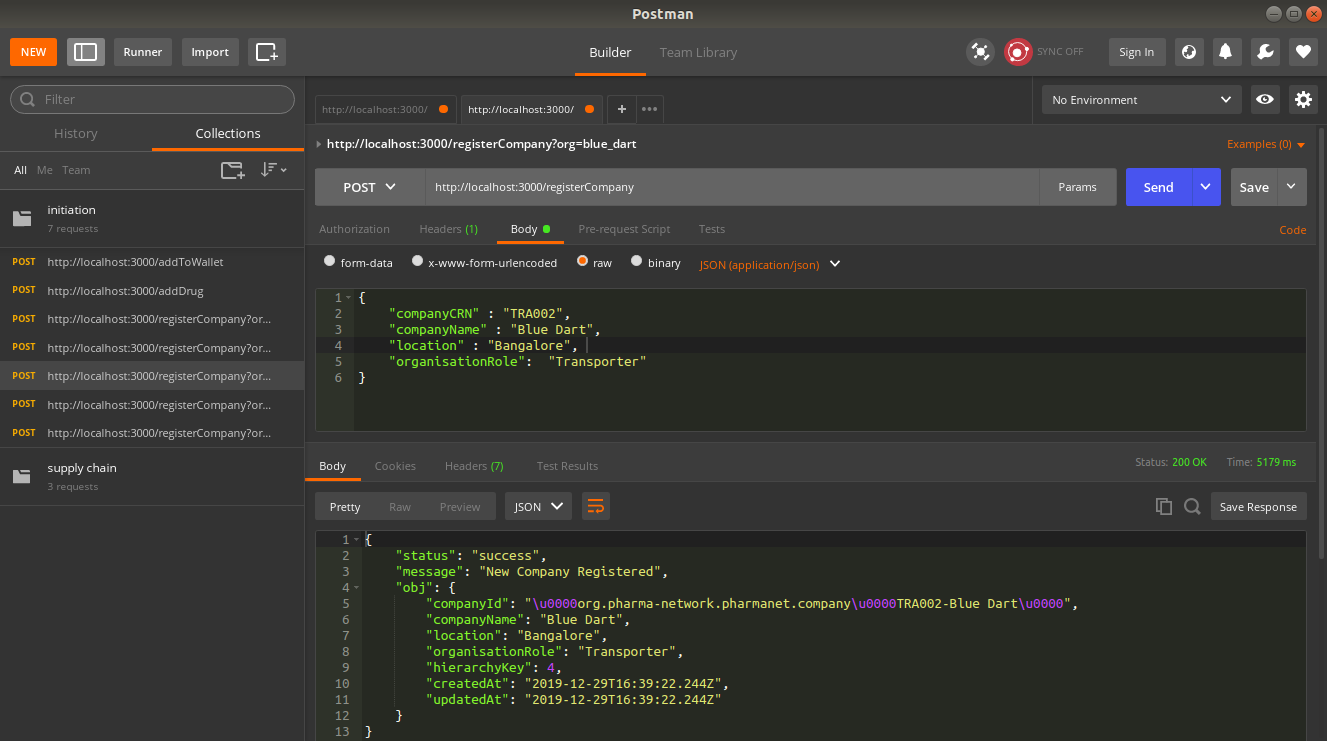 Postman
NEW Runner Import Builder Team Library SYNC OFF Sign In
Filter
http://localhost:3000/ http://localhost:3000/ + ••• No Environment
History Collections
http://localhost:3000/registerCompany?org=blue_dart Examples (0)
All Me Team
POST http://localhost:3000/registerCompany Params Send Save
initiation
7 requests
Authorization Headers (1) Body Pre-request Script Tests Code
POST http://localhost:3000/addToWallet
POST http://localhost:3000/addDrug
POST http://localhost:3000/registerCompany?or...
POST http://localhost:3000/registerCompany?or...
POST http://localhost:3000/registerCompany?or...
POST http://localhost:3000/registerCompany?or...
POST http://localhost:3000/registerCompany?or...
supply chain
3 requests
form-data x-www-form-urlencoded raw binary JSON (application/json)
1 {
2 "companyCRN" : "TRA002",
3 "companyName" : "Blue Dart",
4 "location" : "Bangalore",
5 "organisationRole": "Transporter"
6 }
Body Cookies Headers (7) Test Results Status: 200 OK Time: 5179 ms
Pretty Raw Preview JSON Save Response
1 {
2 "status": "success",
3 "message": "New Company Registered",
4 "obj": {
5 "companyId": "\u0000org.pharma-network.pharmanet.company\u0000TRA002-Blue Dart\u0000",
6 "companyName": "Blue Dart",
7 "location": "Bangalore",
8 "organisationRole": "Transporter",
9 "hierarchyKey": 4,
10 "createdAt": "2019-12-29T16:39:22.244Z",
11 "updatedAt": "2019-12-29T16:39:22.244Z"
12 }
13 }